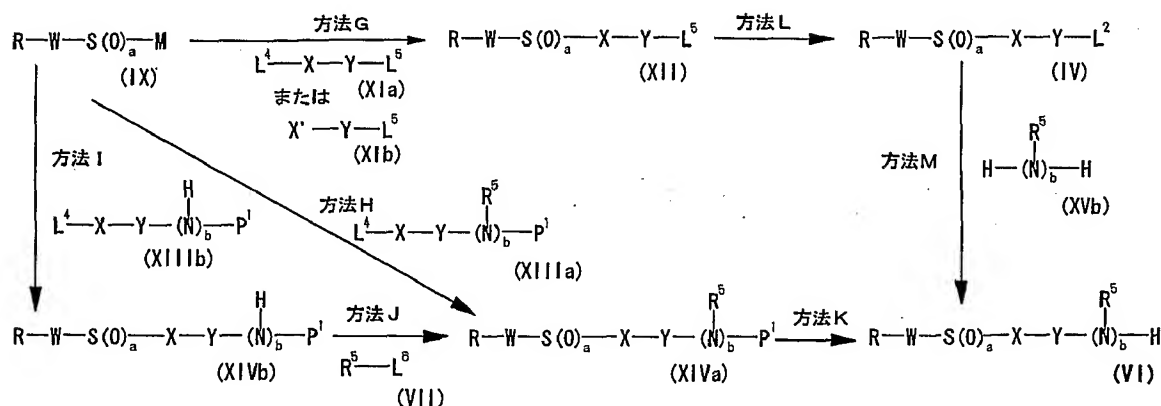 R—W—S(O)a—M
(IX)
方法G
L⁴—X—Y—L⁵
(XIa)
または
X'—Y—L⁵
(XIb)
R—W—S(O)a—X—Y—L⁵
(XII)
方法L
R—W—S(O)a—X—Y—L²
(IV)
方法I
L⁴—X—Y—(N)b—P¹
H
(XIIIb)
方法H
R⁵
L⁴—X—Y—(N)b—P¹
(XIIIa)
方法M
R⁵
H—(N)b—H
(XVb)
H
R—W—S(O)a—X—Y—(N)b—P¹
(XIVb)
方法J
R⁵—L⁶
(VII)
R⁵
R—W—S(O)a—X—Y—(N)b—P¹
(XIVa)
方法K
R⁵
R—W—S(O)a—X—Y—(N)b—H
(VI)